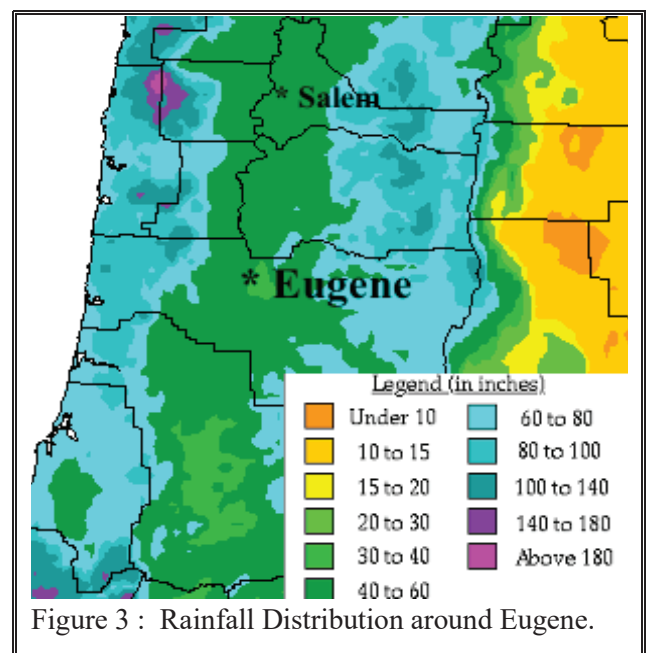 * Salem
* Eugene
Legend (in inches)
Under 10
10 to 15
15 to 20
20 to 30
30 to 40
40 to 60
60 to 80
80 to 100
100 to 140
140 to 180
Above 180
Figure 3 :  Rainfall Distribution around Eugene.